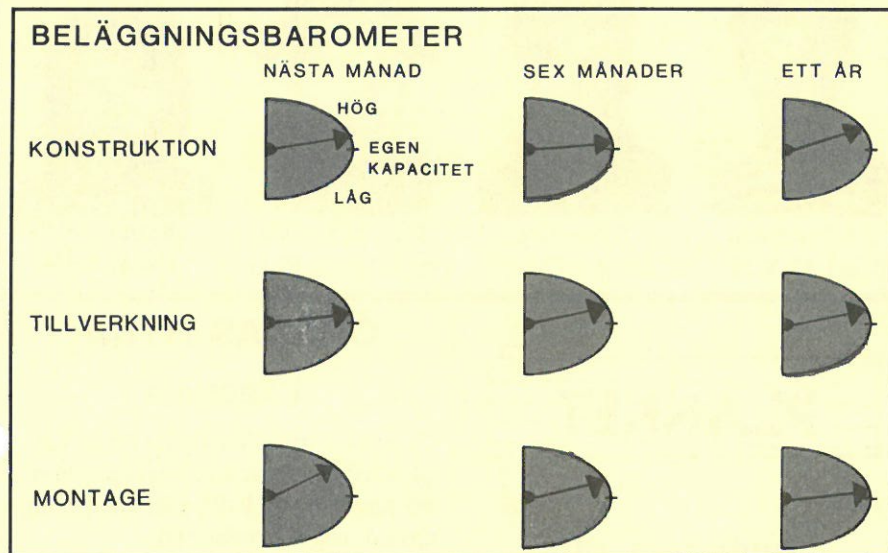 BELÄGGNINGSBAROMETER
NÄSTA MÅNAD SEX MÅNADER ETT ÅR
HÖG
KONSTRUKTION EGEN
KAPACITET
LÅG
TILLVERKNING
MONTAGE